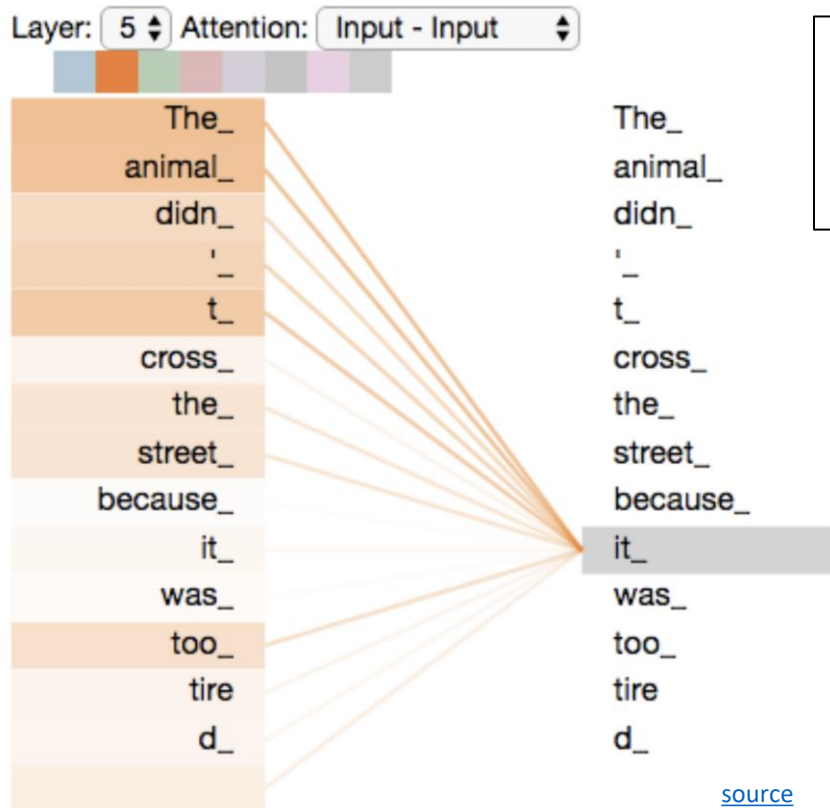 Layer: 5 Attention: Input - Input
The_ The_
animal_ animal_
didn_ didn_
'_ '_
t_ t_
cross_ cross_
the_ the_
street_ street_
because_ because_
it_ it_
was_ was_
too_ too_
tire tire
d_ d_
source